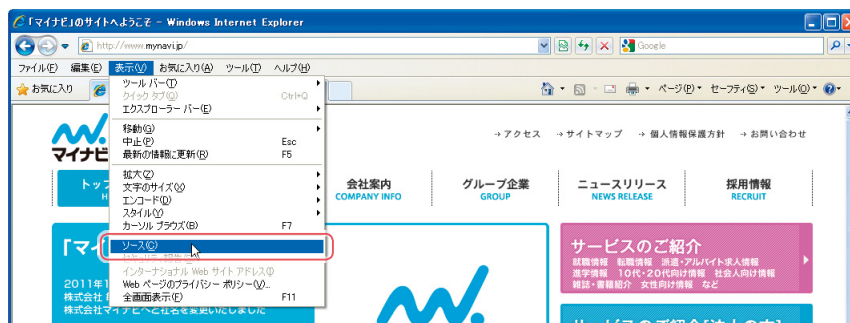 「マイナビ」のサイトへようこそ - Windows Internet Explorer
http://www.mynavi.jp/
Google
ファイル(F) 編集(E) 表示(V) お気に入り(A) ツール(T) ヘルプ(H)
お気に入り
ページ(P) セーフティ(S) ツール(O)
ツール バー(T)
クイック タブ(Q) Ctrl+Q
エクスプローラー バー(E)
移動(G)
中止(P) Esc
最新の情報に更新(R) F5
拡大(Z)
文字のサイズ(X)
エンコード(D)
スタイル(Y)
カーソル ブラウズ(B) F7
ソース(C)
インターナショナル Web サイト アドレス(I)
Web ページのプライバシー ポリシー(V)...
全画面表示(F) F11
マイナビ
→アクセス →サイトマップ →個人情報保護方針 →お問い合わせ
トップ
会社案内
COMPANY INFO
グループ企業
GROUP
ニュースリリース
NEWS RELEASE
採用情報
RECRUIT
「マイ
2011年1
株式会社
株式会社マイナビへと社名を変更いたしました
サービスのご紹介
就職情報 転職情報 派遣・アルバイト求人情報
進学情報 10代・20代向け情報 社会人向け情報
雑誌・書籍紹介 女性向け情報 など